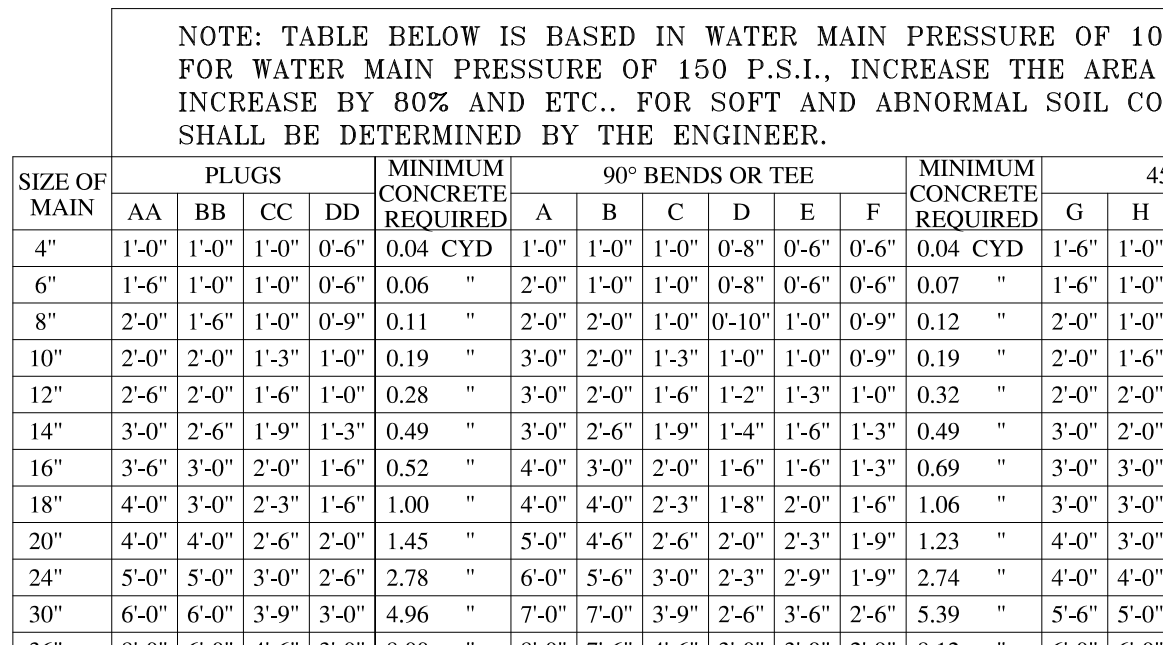 NOTE: TABLE BELOW IS BASED IN WATER MAIN PRESSURE OF 10
FOR WATER MAIN PRESSURE OF 150 P.S.I., INCREASE THE AREA
INCREASE BY 80% AND ETC.. FOR SOFT AND ABNORMAL SOIL CO
SHALL BE DETERMINED BY THE ENGINEER.
SIZE OF MAIN PLUGS MINIMUM CONCRETE REQUIRED 90° BENDS OR TEE MINIMUM CONCRETE REQUIRED 45
AA BB CC DD A B C D E F G H
4" 1'-0" 1'-0" 1'-0" 0'-6" 0.04 CYD 1'-0" 1'-0" 1'-0" 0'-8" 0'-6" 0'-6" 0.04 CYD 1'-6" 1'-0"
6" 1'-6" 1'-0" 1'-0" 0'-6" 0.06 " 2'-0" 1'-0" 1'-0" 0'-8" 0'-6" 0'-6" 0.07 " 1'-6" 1'-0"
8" 2'-0" 1'-6" 1'-0" 0'-9" 0.11 " 2'-0" 2'-0" 1'-0" 0'-10" 1'-0" 0'-9" 0.12 " 2'-0" 1'-0"
10" 2'-0" 2'-0" 1'-3" 1'-0" 0.19 " 3'-0" 2'-0" 1'-3" 1'-0" 1'-0" 0'-9" 0.19 " 2'-0" 1'-6"
12" 2'-6" 2'-0" 1'-6" 1'-0" 0.28 " 3'-0" 2'-0" 1'-6" 1'-2" 1'-3" 1'-0" 0.32 " 2'-0" 2'-0"
14" 3'-0" 2'-6" 1'-9" 1'-3" 0.49 " 3'-0" 2'-6" 1'-9" 1'-4" 1'-6" 1'-3" 0.49 " 3'-0" 2'-0"
16" 3'-6" 3'-0" 2'-0" 1'-6" 0.52 " 4'-0" 3'-0" 2'-0" 1'-6" 1'-6" 1'-3" 0.69 " 3'-0" 3'-0"
18" 4'-0" 3'-0" 2'-3" 1'-6" 1.00 " 4'-0" 4'-0" 2'-3" 1'-8" 2'-0" 1'-6" 1.06 " 3'-0" 3'-0"
20" 4'-0" 4'-0" 2'-6" 2'-0" 1.45 " 5'-0" 4'-6" 2'-6" 2'-0" 2'-3" 1'-9" 1.23 " 4'-0" 3'-0"
24" 5'-0" 5'-0" 3'-0" 2'-6" 2.78 " 6'-0" 5'-6" 3'-0" 2'-3" 2'-9" 1'-9" 2.74 " 4'-0" 4'-0"
30" 6'-0" 6'-0" 3'-9" 3'-0" 4.96 " 7'-0" 7'-0" 3'-9" 2'-6" 3'-6" 2'-6" 5.39 " 5'-6" 5'-0"